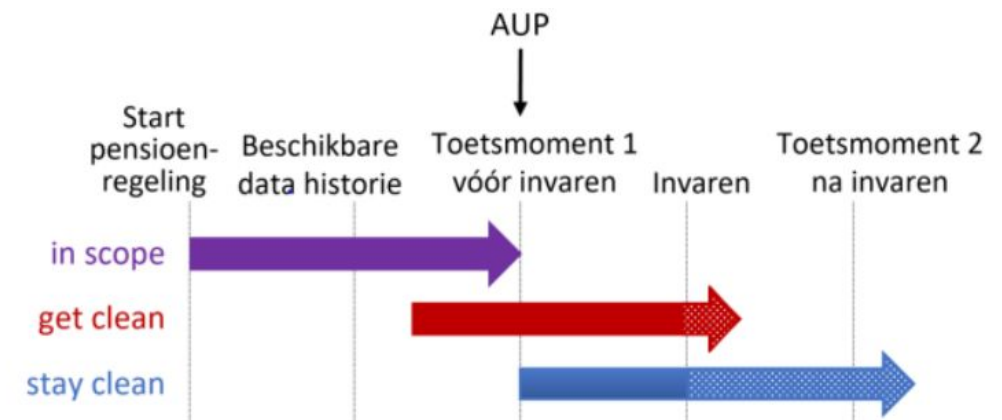 AUP
Start
pensioen-
regeling
Beschikbare
data historie
Toetsmoment 1
vóór invaren
Invaren
Toetsmoment 2
na invaren
in scope
get clean
stay clean